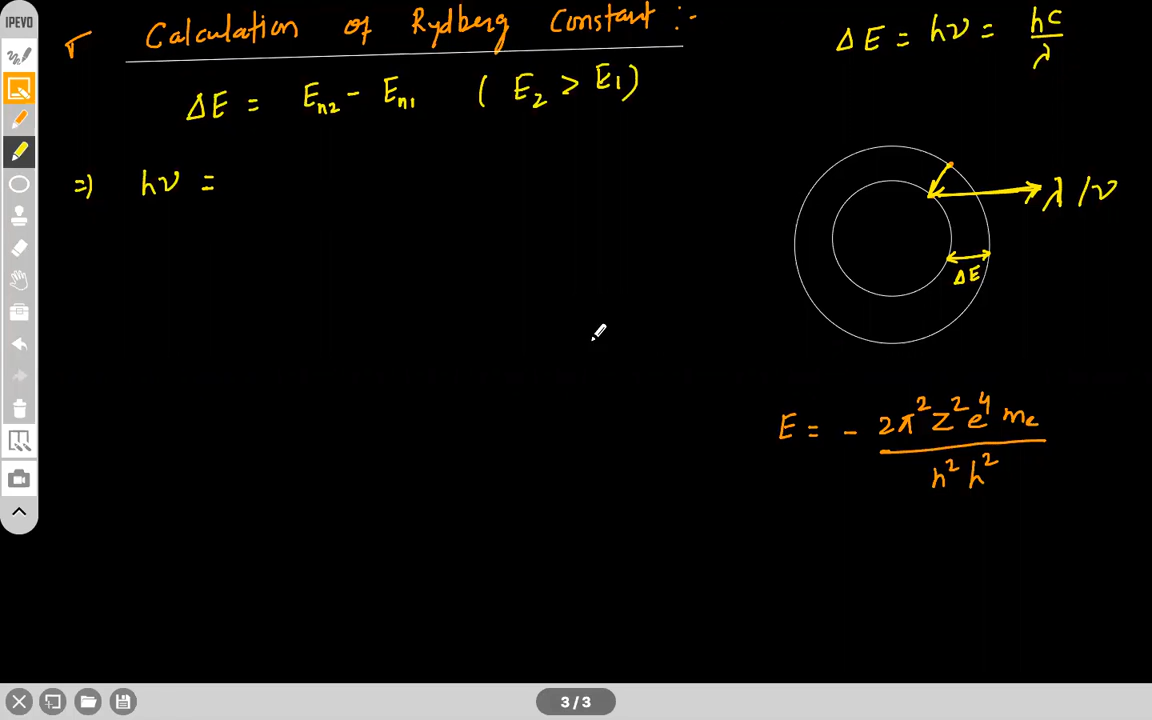 IPEVO
Calculation of Rydberg Constant :-
ΔE = hν = hc/λ
ΔE = En2 - En1 ( E2 > E1 )
=) hν =
λ / ν
ΔE
E = - 2π²Z²e⁴me / n²h²
3/3